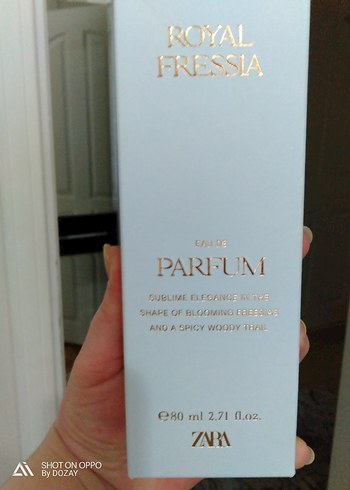 ROYAL
FRESSIA
EAU DE
PARFUM
SUBLIME ELEGANCE IN THE
SHAPE OF BLOOMING FRESSIAS
AND A SPICY WOODY TRAIL
℮80 ml 2.71 fl.oz.
ZARA
SHOT ON OPPO
By DOZAY